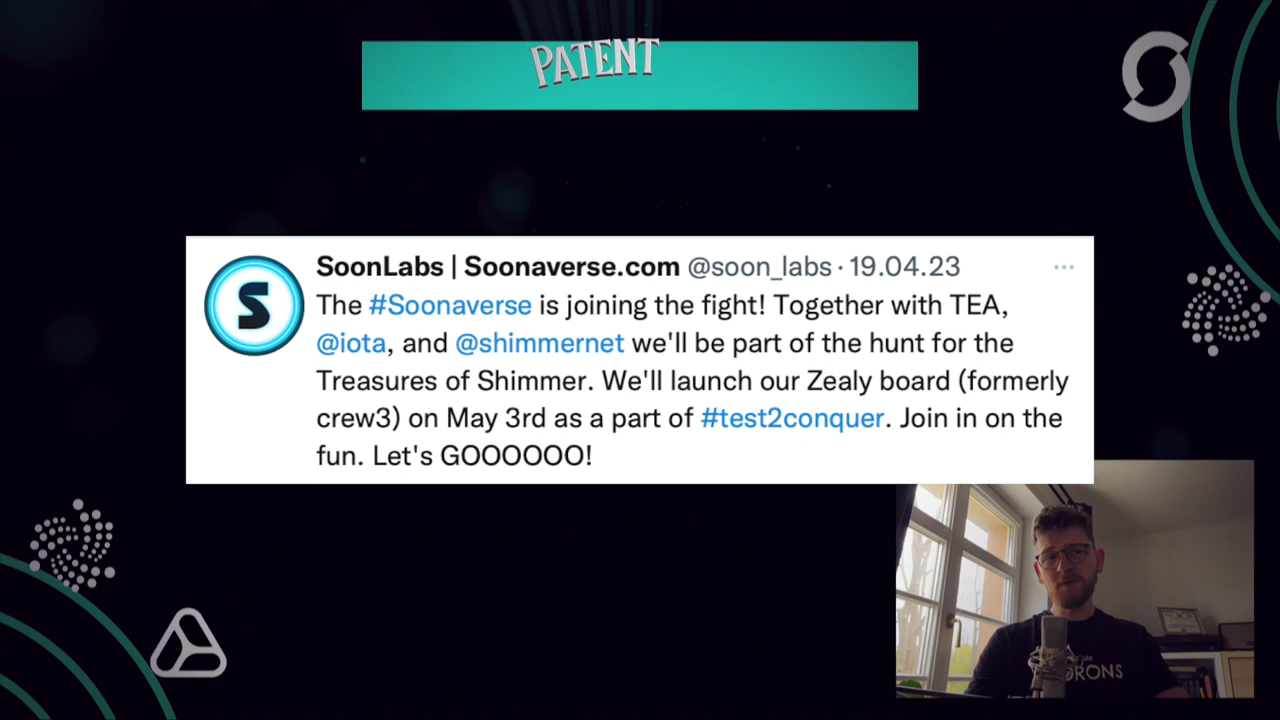 PATENT
SoonLabs | Soonaverse.com @soon_labs · 19.04.23
The #Soonaverse is joining the fight! Together with TEA,
@iota, and @shimmernet we'll be part of the hunt for the
Treasures of Shimmer. We'll launch our Zealy board (formerly
crew3) on May 3rd as a part of #test2conquer. Join in on the
fun. Let's GOOOOOO!